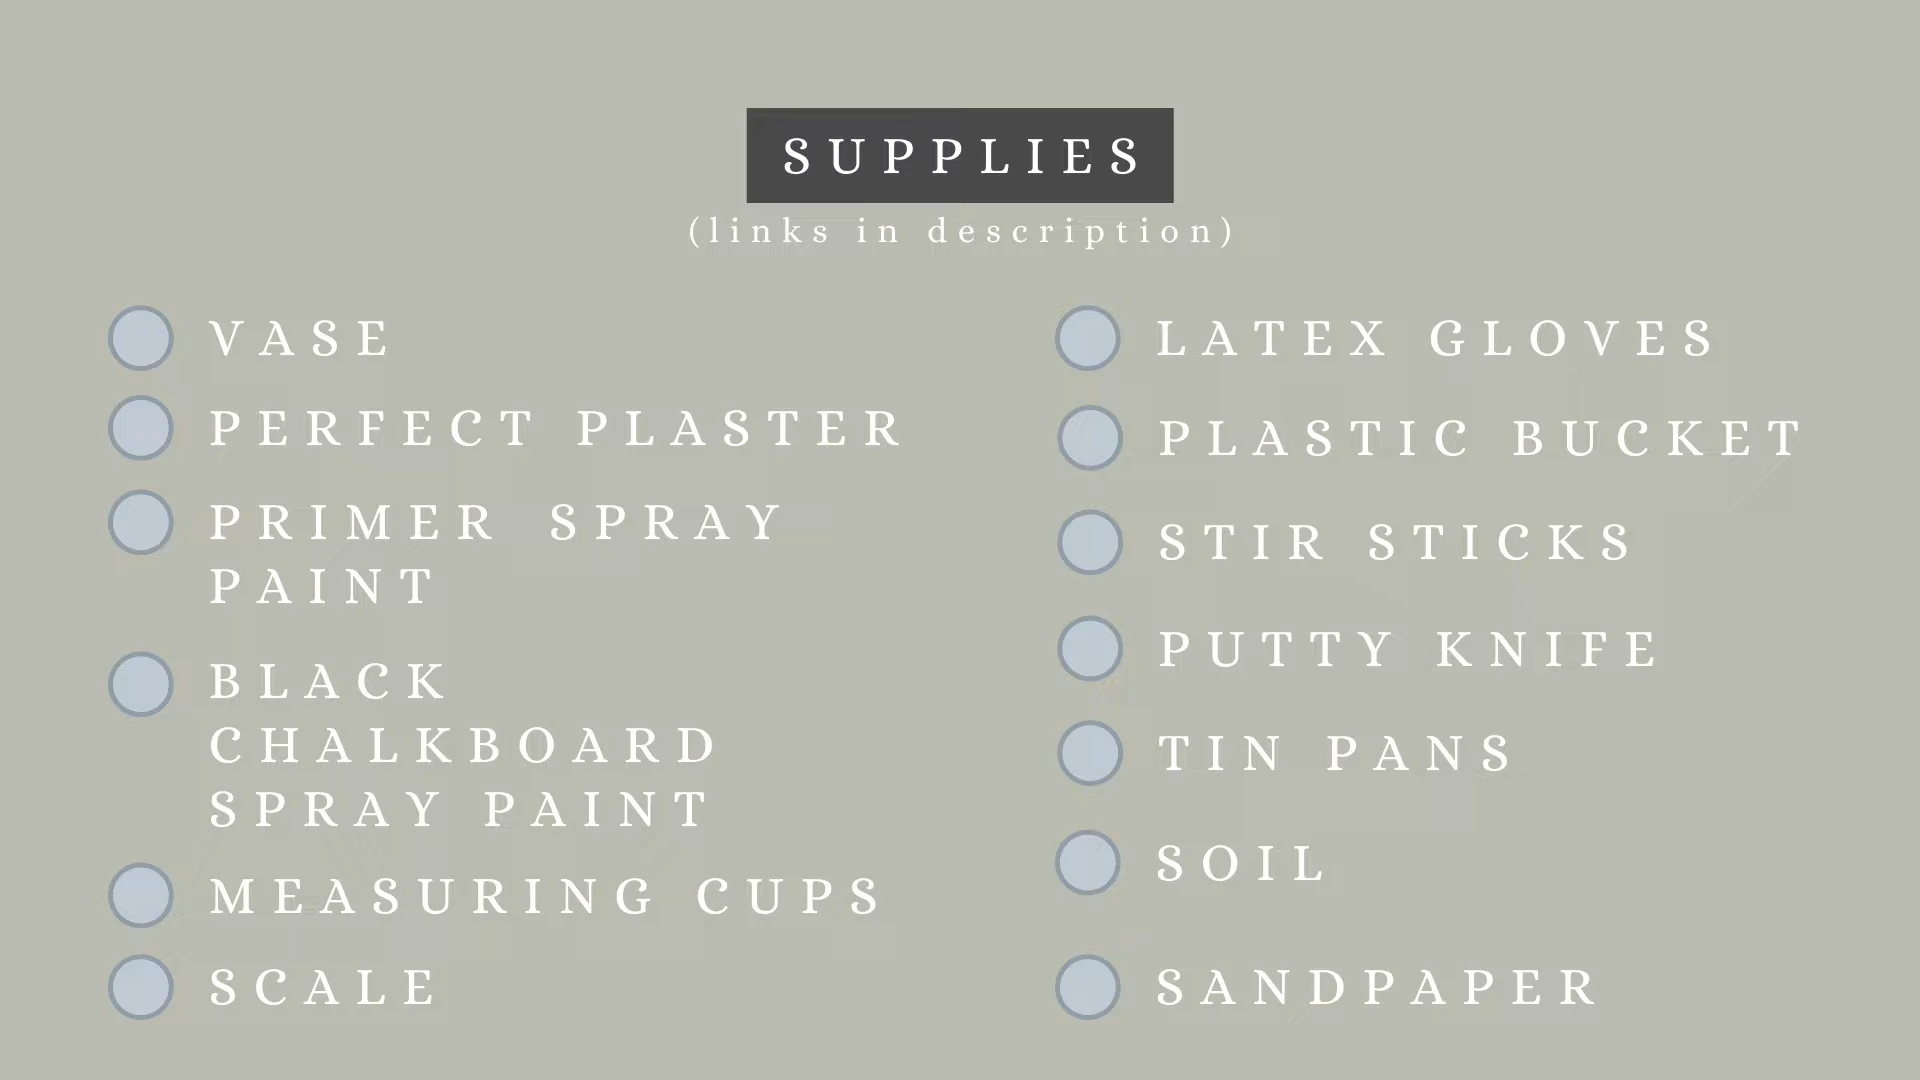 SUPPLIES
(links in description)
VASE
PERFECT PLASTER
PRIMER SPRAY
PAINT
BLACK
CHALKBOARD
SPRAY PAINT
MEASURING CUPS
SCALE
LATEX GLOVES
PLASTIC BUCKET
STIR STICKS
PUTTY KNIFE
TIN PANS
SOIL
SANDPAPER